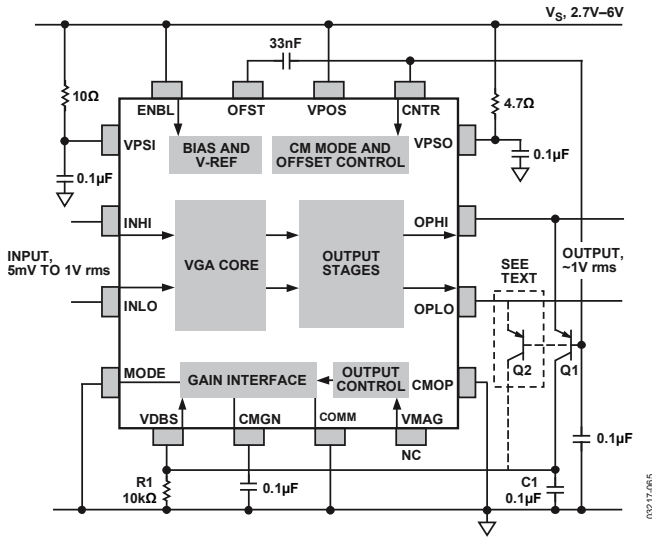 V_S, 2.7V–6V
33nF
10Ω
ENBL
OFST
VPOS
CNTR
4.7Ω
VPSI
BIAS AND
V-REF
CM MODE AND
OFFSET CONTROL
VPSO
0.1µF
0.1µF
INHI
OPHI
INPUT,
5mV TO 1V rms
VGA CORE
OUTPUT
STAGES
SEE
TEXT
OUTPUT,
~1V rms
INLO
OPLO
MODE
GAIN INTERFACE
OUTPUT
CONTROL
CMOP
Q2
Q1
VDBS
CMGN
COMM
VMAG
NC
0.1µF
R1
10kΩ
0.1µF
C1
0.1µF
03217-065